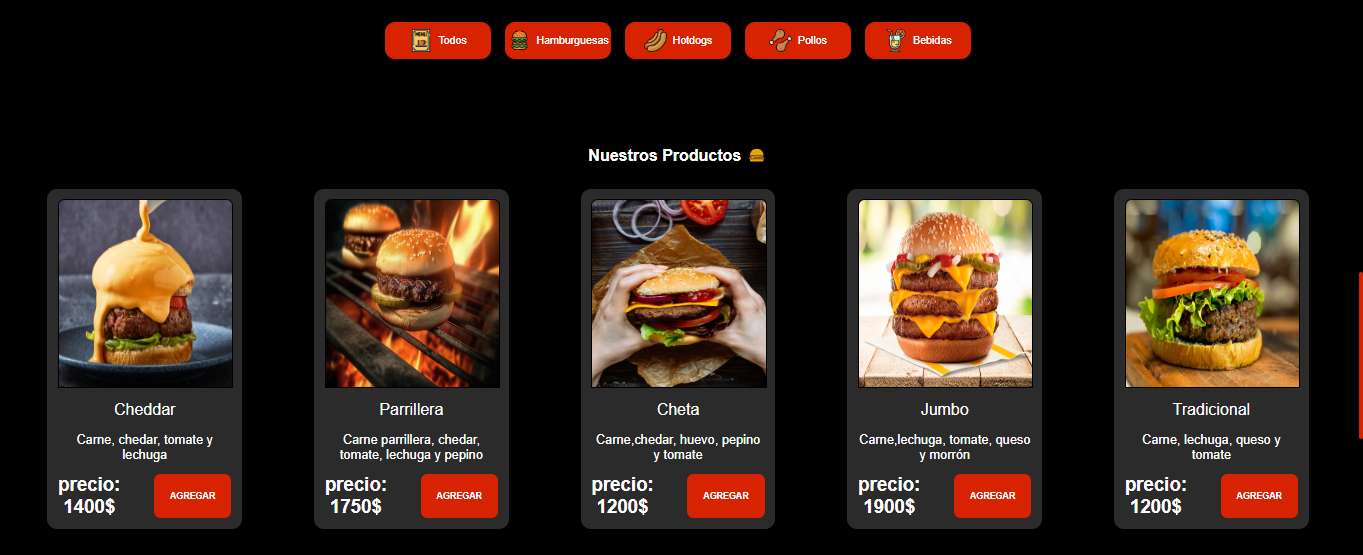 Todos
Hamburguesas
Hotdogs
Pollos
Bebidas
Nuestros Productos
Cheddar
Carne, chedar, tomate y
lechuga
precio:
1400$
AGREGAR
Parrillera
Carne parrillera, chedar,
tomate, lechuga y pepino
precio:
1750$
AGREGAR
Cheta
Carne,chedar, huevo, pepino
y tomate
precio:
1200$
AGREGAR
Jumbo
Carne,lechuga, tomate, queso
y morrón
precio:
1900$
AGREGAR
Tradicional
Carne, lechuga, queso y
tomate
precio:
1200$
AGREGAR